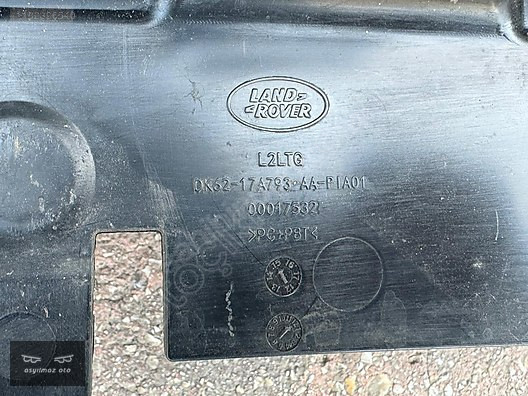 LAND
ROVER
L2LTG
DK62-17A793-AA-PIA01
00017532
>PC+PBT<
asyılmaz oto